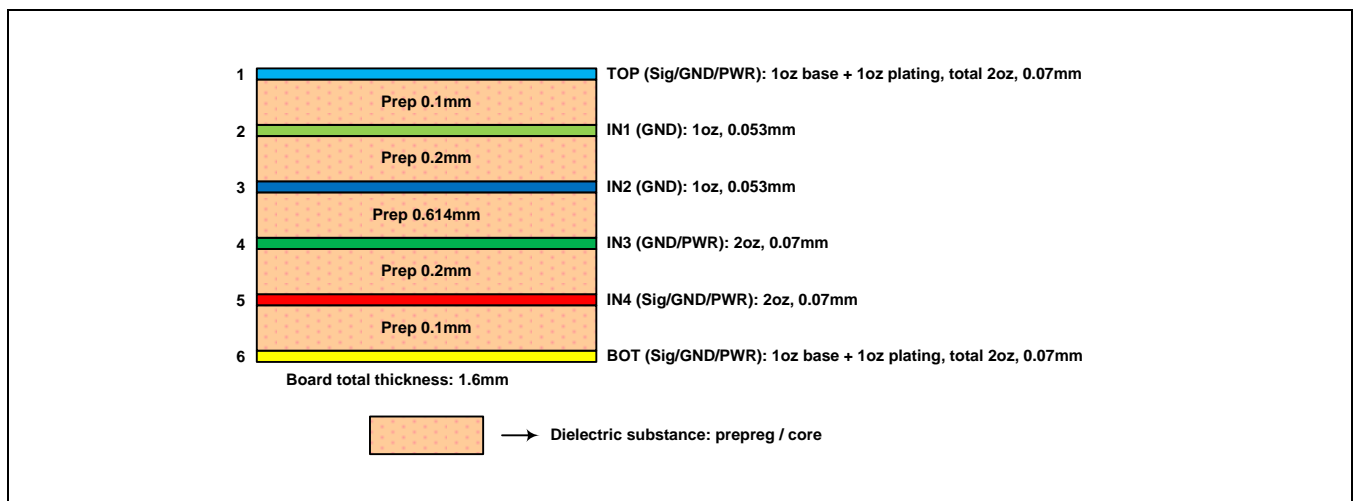 1
TOP (Sig/GND/PWR): 1oz base + 1oz plating, total 2oz, 0.07mm
Prep 0.1mm
2
IN1 (GND): 1oz, 0.053mm
Prep 0.2mm
3
IN2 (GND): 1oz, 0.053mm
Prep 0.614mm
4
IN3 (GND/PWR): 2oz, 0.07mm
Prep 0.2mm
5
IN4 (Sig/GND/PWR): 2oz, 0.07mm
Prep 0.1mm
6
BOT (Sig/GND/PWR): 1oz base + 1oz plating, total 2oz, 0.07mm
Board total thickness: 1.6mm
Dielectric substance: prepreg / core